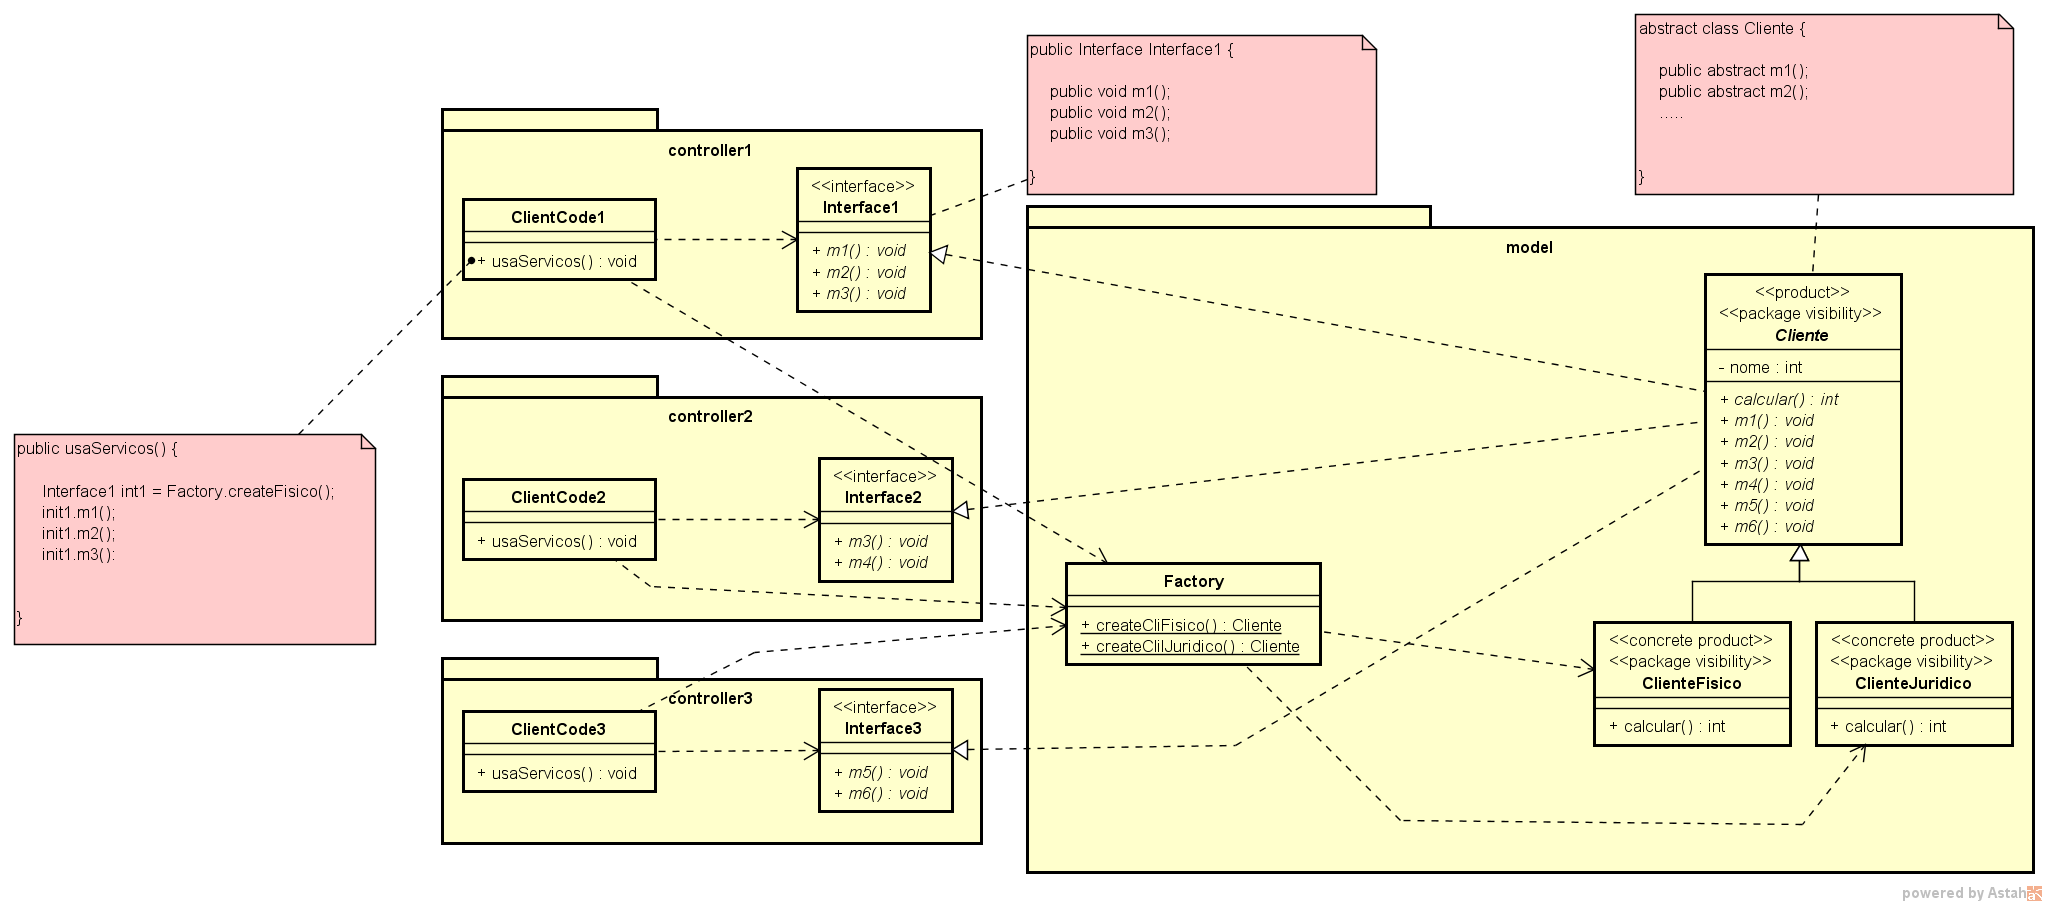 abstract class Cliente {
public abstract m1();
public abstract m2();
.....
}
public Interface Interface1 {
public void m1();
public void m2();
public void m3();
}
controller1
ClientCode1
+ usaServicos() : void
<<interface>>
Interface1
+ m1() : void
+ m2() : void
+ m3() : void
controller2
ClientCode2
+ usaServicos() : void
<<interface>>
Interface2
+ m3() : void
+ m4() : void
controller3
ClientCode3
+ usaServicos() : void
<<interface>>
Interface3
+ m5() : void
+ m6() : void
public usaServicos() {
Interface1 int1 = Factory.createFisico();
init1.m1();
init1.m2();
init1.m3():
}
model
<<product>>
<<package visibility>>
Cliente
- nome : int
+ calcular() : int
+ m1() : void
+ m2() : void
+ m3() : void
+ m4() : void
+ m5() : void
+ m6() : void
Factory
+ createCliFisico() : Cliente
+ createCliIJuridico() : Cliente
<<concrete product>>
<<package visibility>>
ClienteFisico
+ calcular() : int
<<concrete product>>
<<package visibility>>
ClienteJuridico
+ calcular() : int
powered by Astah